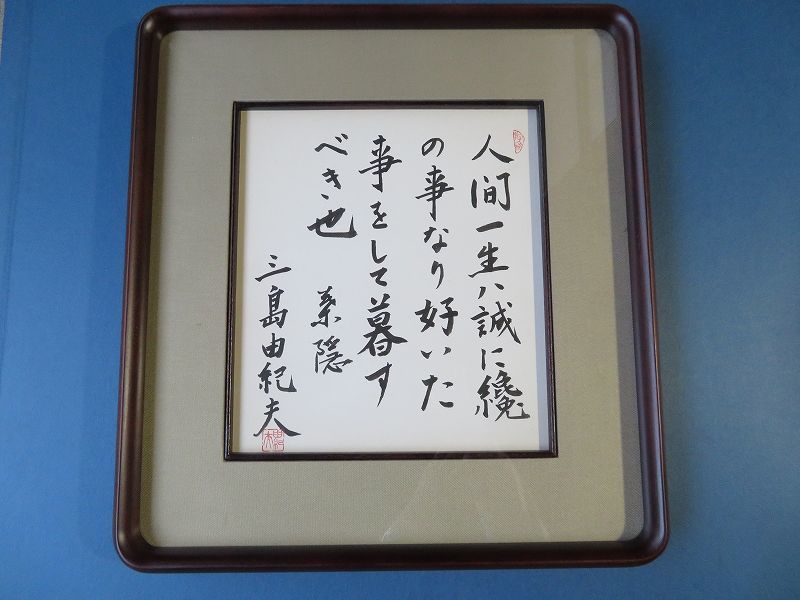 人间一生ハ誠に纔
の事なり好いた
事をして暮す
べき也 葉隠
三島由紀夫